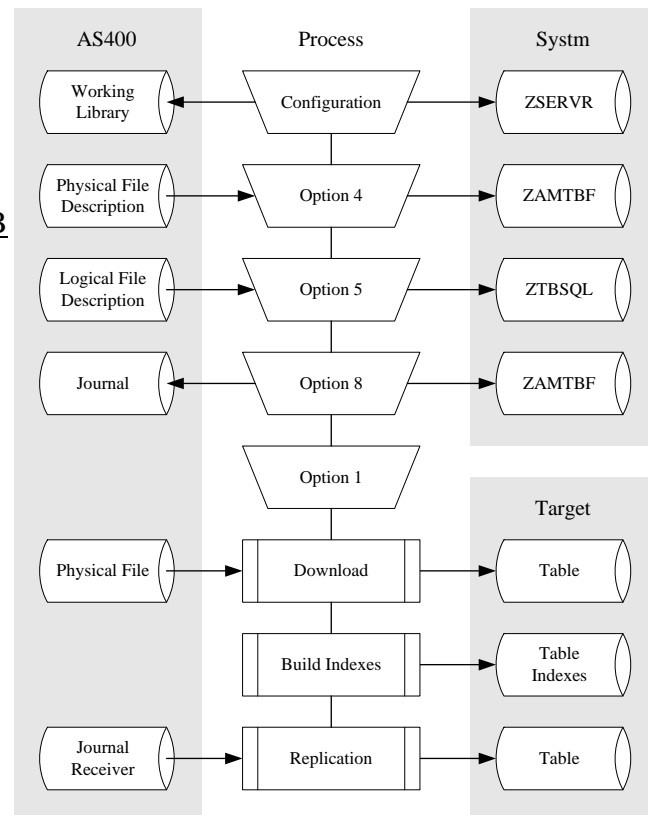 AS400
Process
Systm
Working
Library
Configuration
ZSERVR
Physical File
Description
Option 4
ZAMTBF
3
Logical File
Description
Option 5
ZTBSQL
Journal
Option 8
ZAMTBF
Option 1
Target
Physical File
Download
Table
Build Indexes
Table
Indexes
Journal
Receiver
Replication
Table